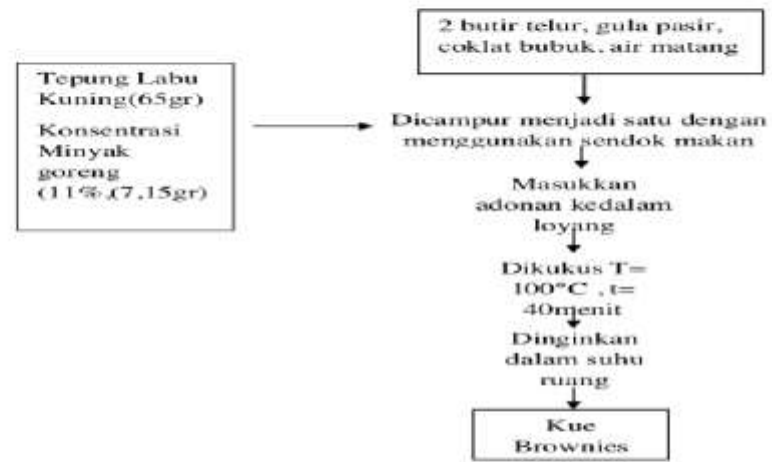 2 butir telur, gula pasir,
coklat bubuk. air matang
Tepung Labu
Kuning(65gr)
Konsentrasi
Minyak
goreng
(11%,(7,15gr)
Dicampur menjadi satu dengan
menggunakan sendok makan
Masukkan
adonan kedalam
loyang
Dikukus T=
100°C , t=
40menit
Dinginkan
dalam suhu
ruang
Kue
Brownies